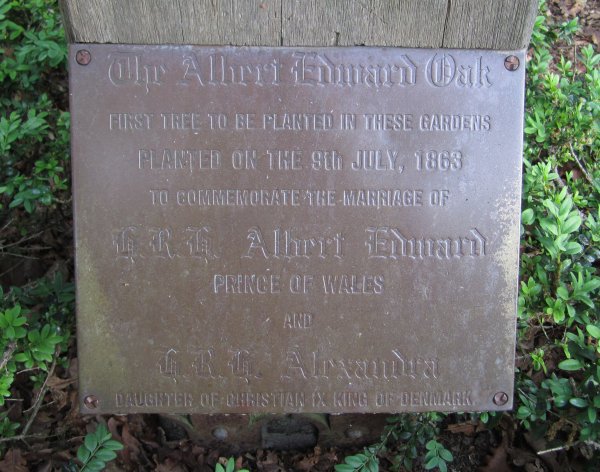 The Albert Edward Oak
FIRST TREE TO BE PLANTED IN THESE GARDENS
PLANTED ON THE 9th JULY, 1863
TO COMMEMORATE THE MARRIAGE OF
H.R.H. Albert Edward
PRINCE OF WALES
AND
H.R.H. Alexandra
DAUGHTER OF CHRISTIAN IX KING OF DENMARK